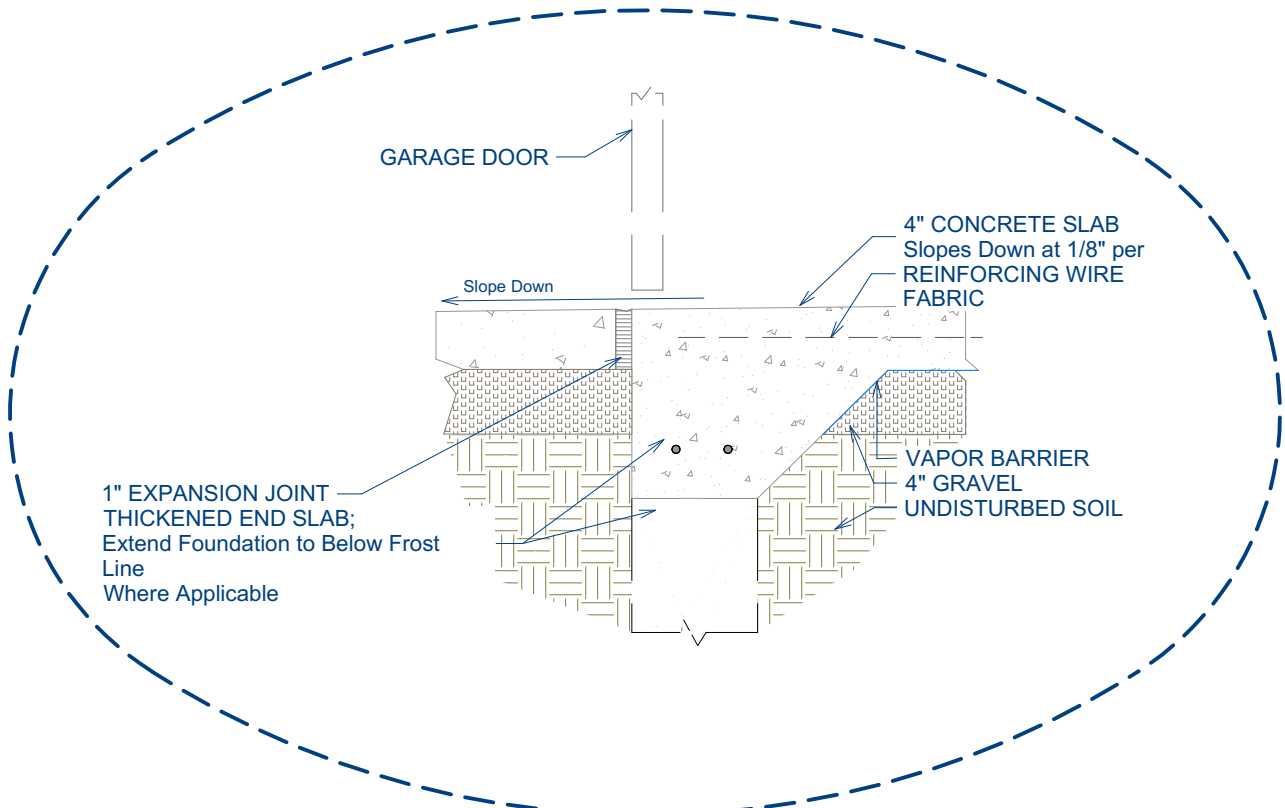 GARAGE DOOR
4" CONCRETE SLAB
Slopes Down at 1/8" per
REINFORCING WIRE
FABRIC
Slope Down
VAPOR BARRIER
4" GRAVEL
UNDISTURBED SOIL
1" EXPANSION JOINT
THICKENED END SLAB;
Extend Foundation to Below Frost
Line
Where Applicable